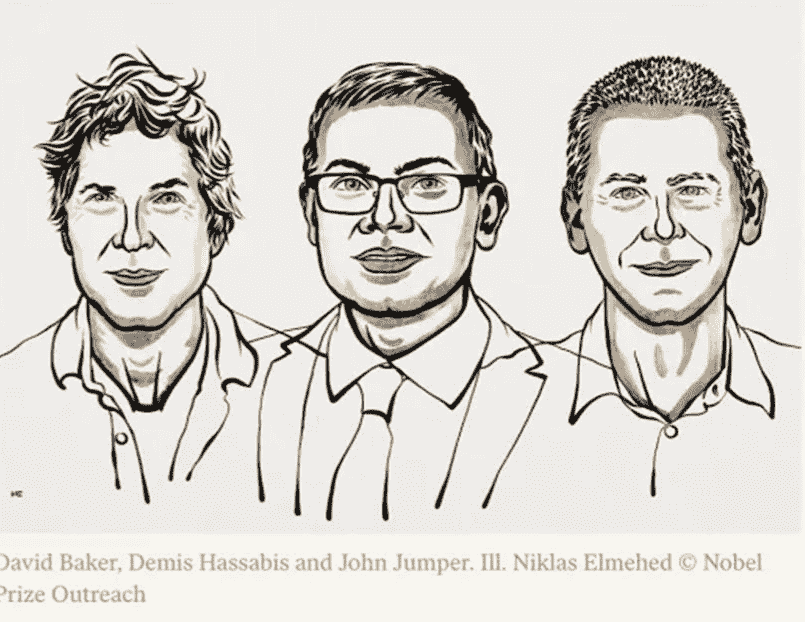 David Baker, Demis Hassabis and John Jumper. Ill. Niklas Elmehed © Nobel
Prize Outreach